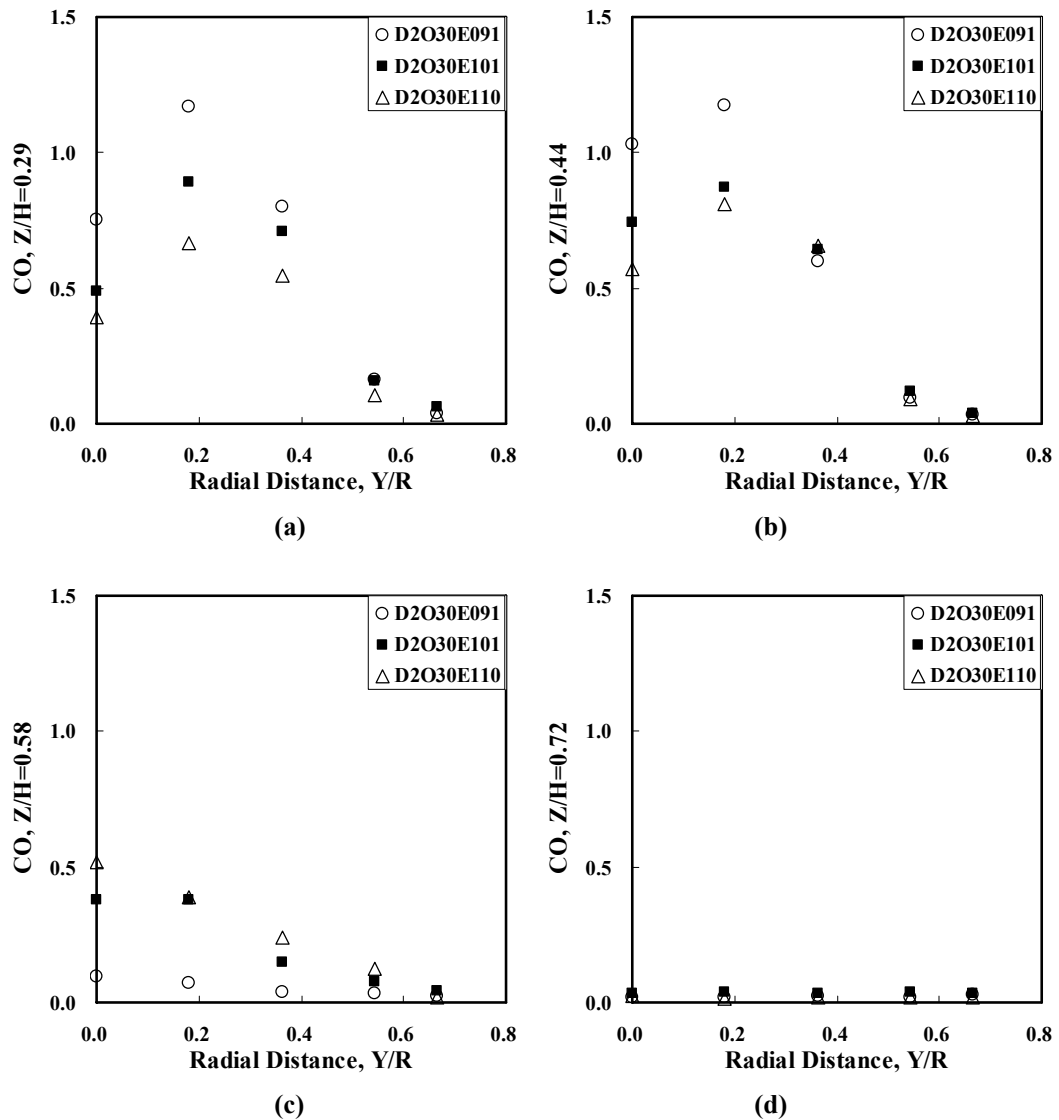 1.5
D2O30E091
D2O30E101
D2O30E110
1.0
0.5
0.0
CO, Z/H=0.29
0.0 0.2 0.4 0.6 0.8
Radial Distance, Y/R
(a)
1.5
D2O30E091
D2O30E101
D2O30E110
1.0
0.5
0.0
CO, Z/H=0.44
0.0 0.2 0.4 0.6 0.8
Radial Distance, Y/R
(b)
1.5
D2O30E091
D2O30E101
D2O30E110
1.0
0.5
0.0
CO, Z/H=0.58
0.0 0.2 0.4 0.6 0.8
Radial Distance, Y/R
(c)
1.5
D2O30E091
D2O30E101
D2O30E110
1.0
0.5
0.0
CO, Z/H=0.72
0.0 0.2 0.4 0.6 0.8
Radial Distance, Y/R
(d)